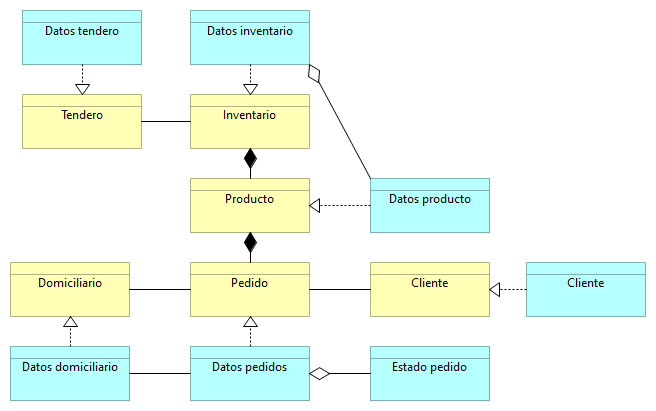 Datos tendero
Datos inventario
Tendero
Inventario
Producto
Datos producto
Domiciliario
Pedido
Cliente
Cliente
Datos domiciliario
Datos pedidos
Estado pedido